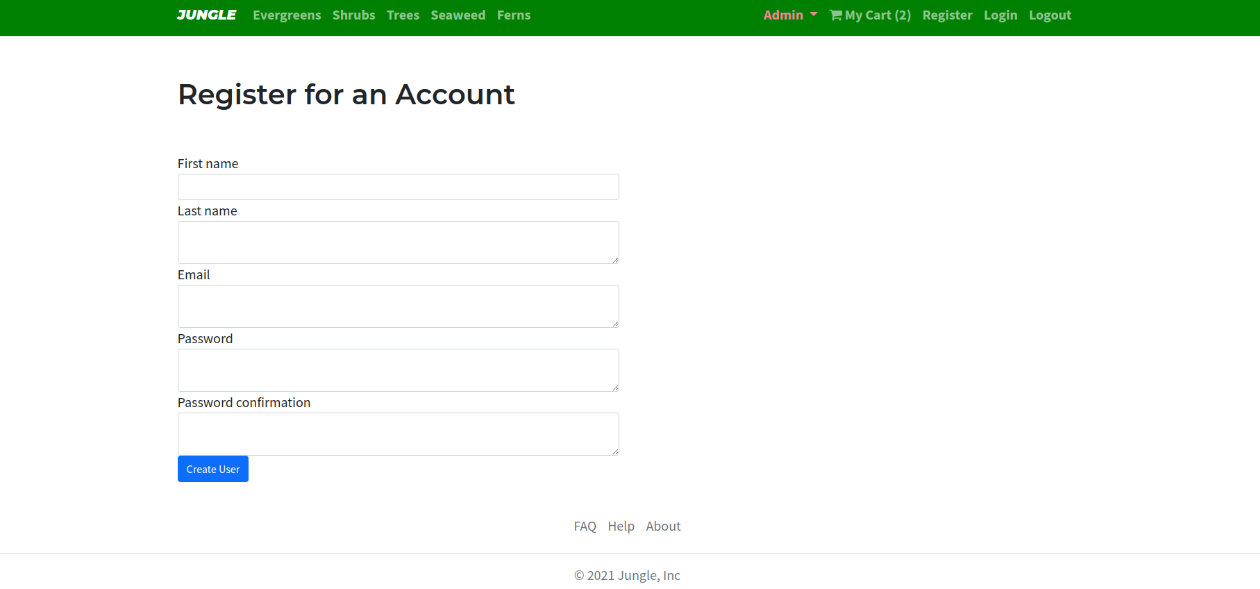 JUNGLE Evergreens Shrubs Trees Seaweed Ferns Admin My Cart (2) Register Login Logout
Register for an Account
First name
Last name
Email
Password
Password confirmation
Create User
FAQ Help About
© 2021 Jungle, Inc